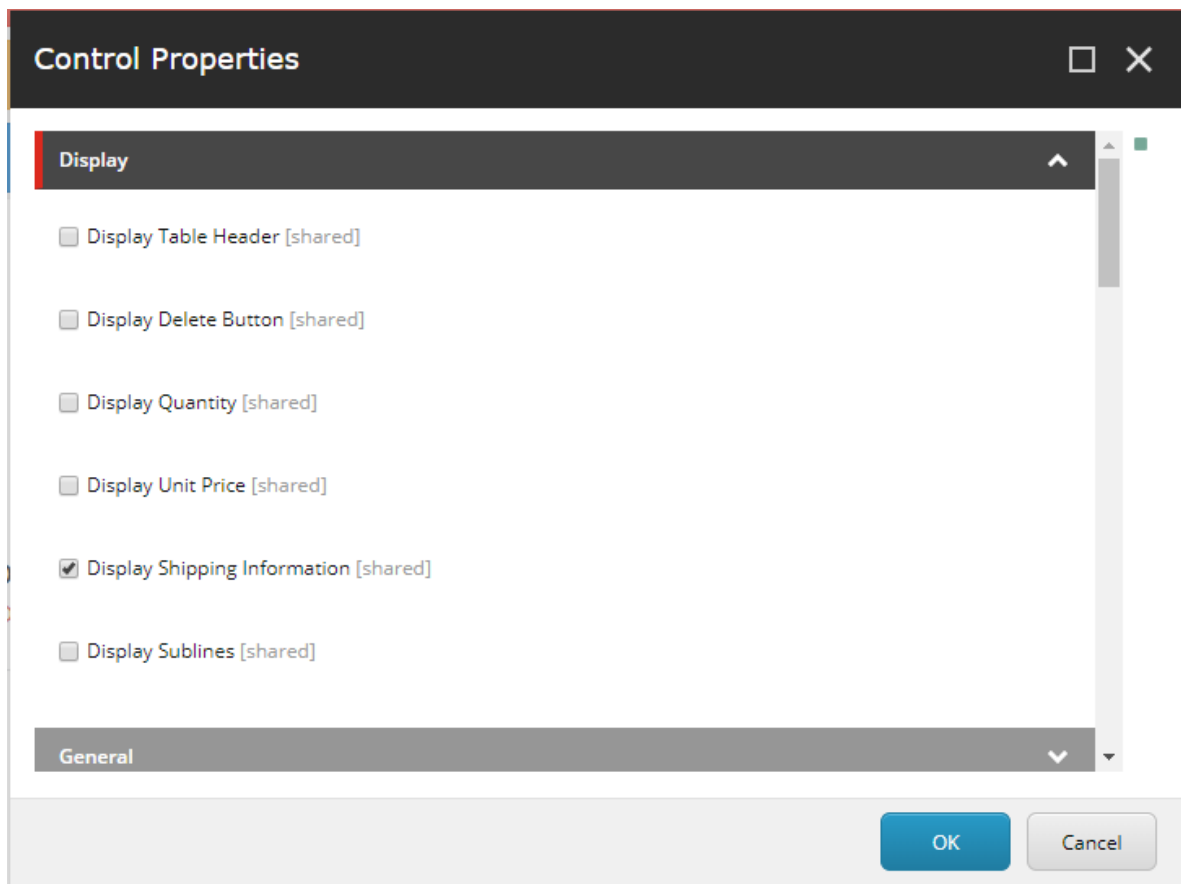 Control Properties
Display
Display Table Header [shared]
Display Delete Button [shared]
Display Quantity [shared]
Display Unit Price [shared]
Display Shipping Information [shared]
Display Sublines [shared]
General
OK
Cancel